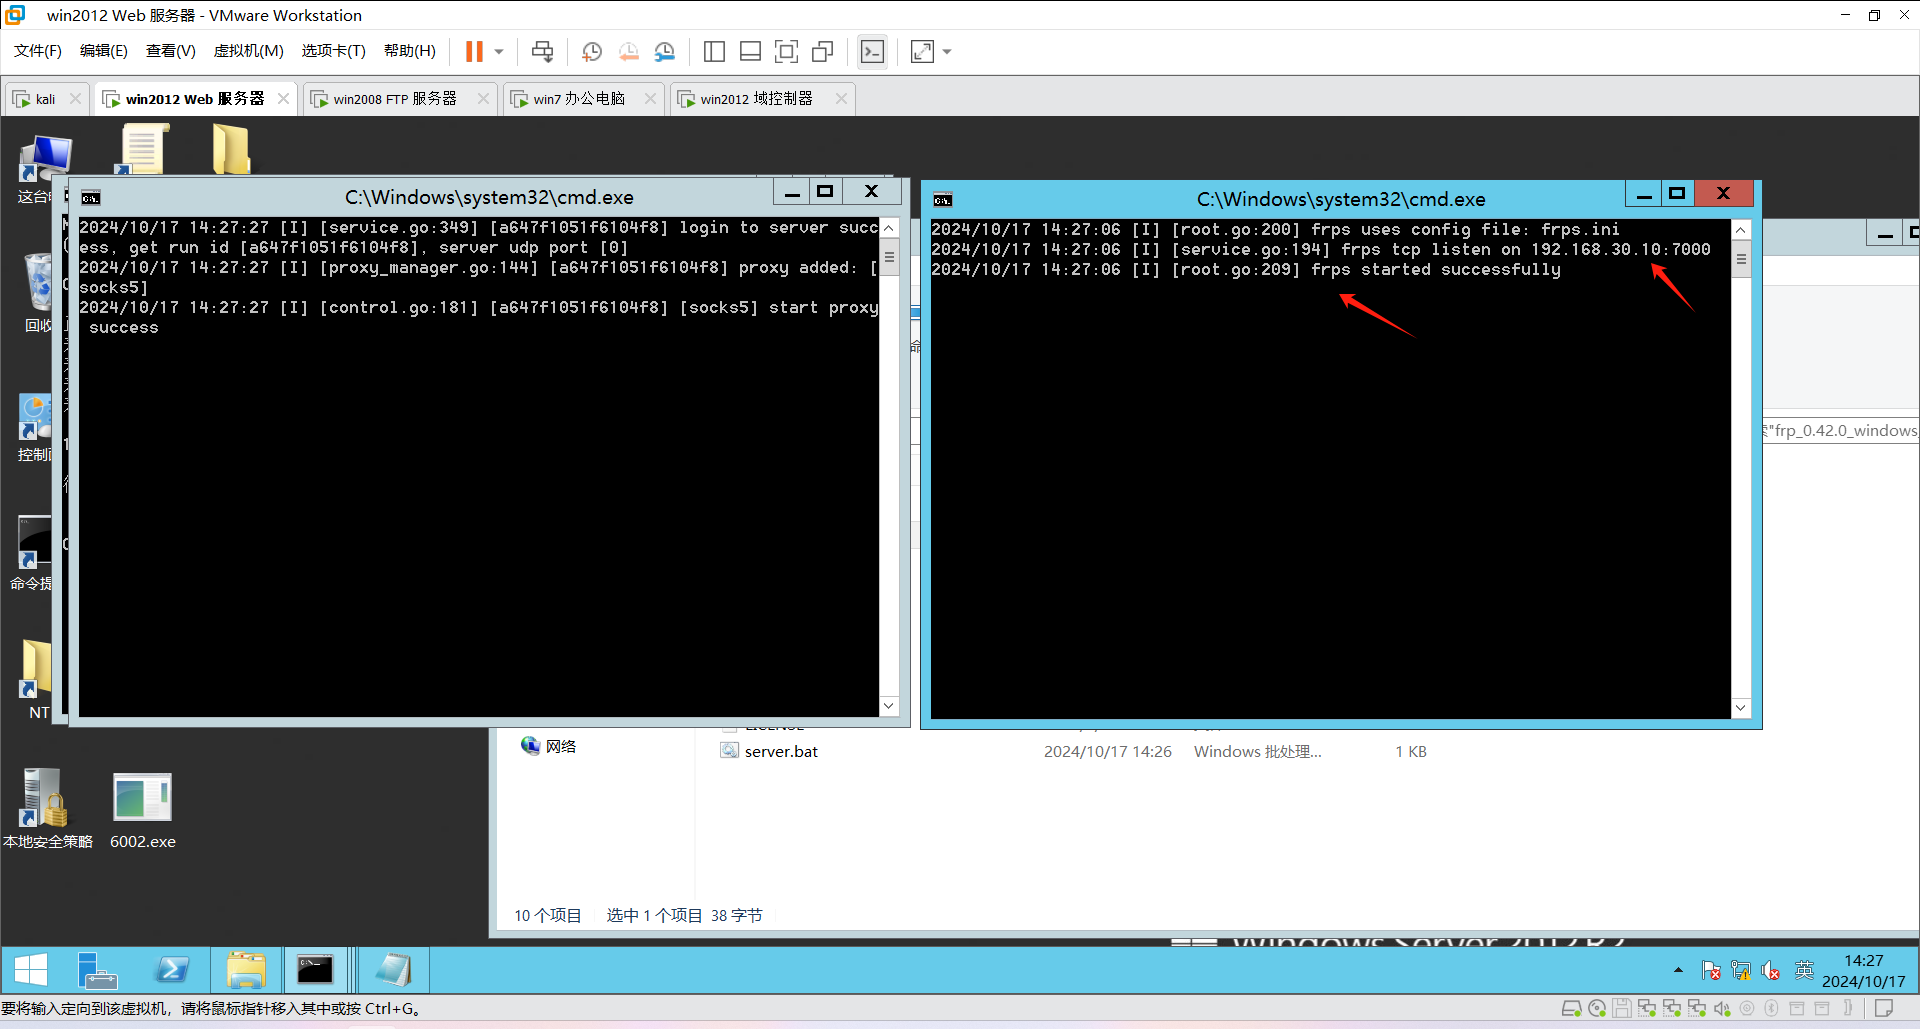 win2012 Web 服务器 - VMware Workstation
文件(F) 编辑(E) 查看(V) 虚拟机(M) 选项卡(T) 帮助(H)
kali
win2012 Web 服务器
win2008 FTP 服务器
win7 办公电脑
win2012 域控制器
C:\Windows\system32\cmd.exe
2024/10/17 14:27:27 [I] [service.go:349] [a647f1051f6104f8] login to server succ
ess, get run id [a647f1051f6104f8], server udp port [0]
2024/10/17 14:27:27 [I] [proxy_manager.go:144] [a647f1051f6104f8] proxy added: [
socks5]
2024/10/17 14:27:27 [I] [control.go:181] [a647f1051f6104f8] [socks5] start proxy
success
C:\Windows\system32\cmd.exe
2024/10/17 14:27:06 [I] [root.go:200] frps uses config file: frps.ini
2024/10/17 14:27:06 [I] [service.go:194] frps tcp listen on 192.168.30.10:7000
2024/10/17 14:27:06 [I] [root.go:209] frps started successfully
这台
回收
控制
命令提
NT
本地安全策略
6002.exe
"frp_0.42.0_windows
网络
LICENSE
server.bat 2024/10/17 14:26 Windows 批处理... 1 KB
10 个项目 选中 1 个项目 38 字节
Windows Server 2012 R2
英
14:27
2024/10/17
要将输入定向到该虚拟机，请将鼠标指针移入其中或按 Ctrl+G。